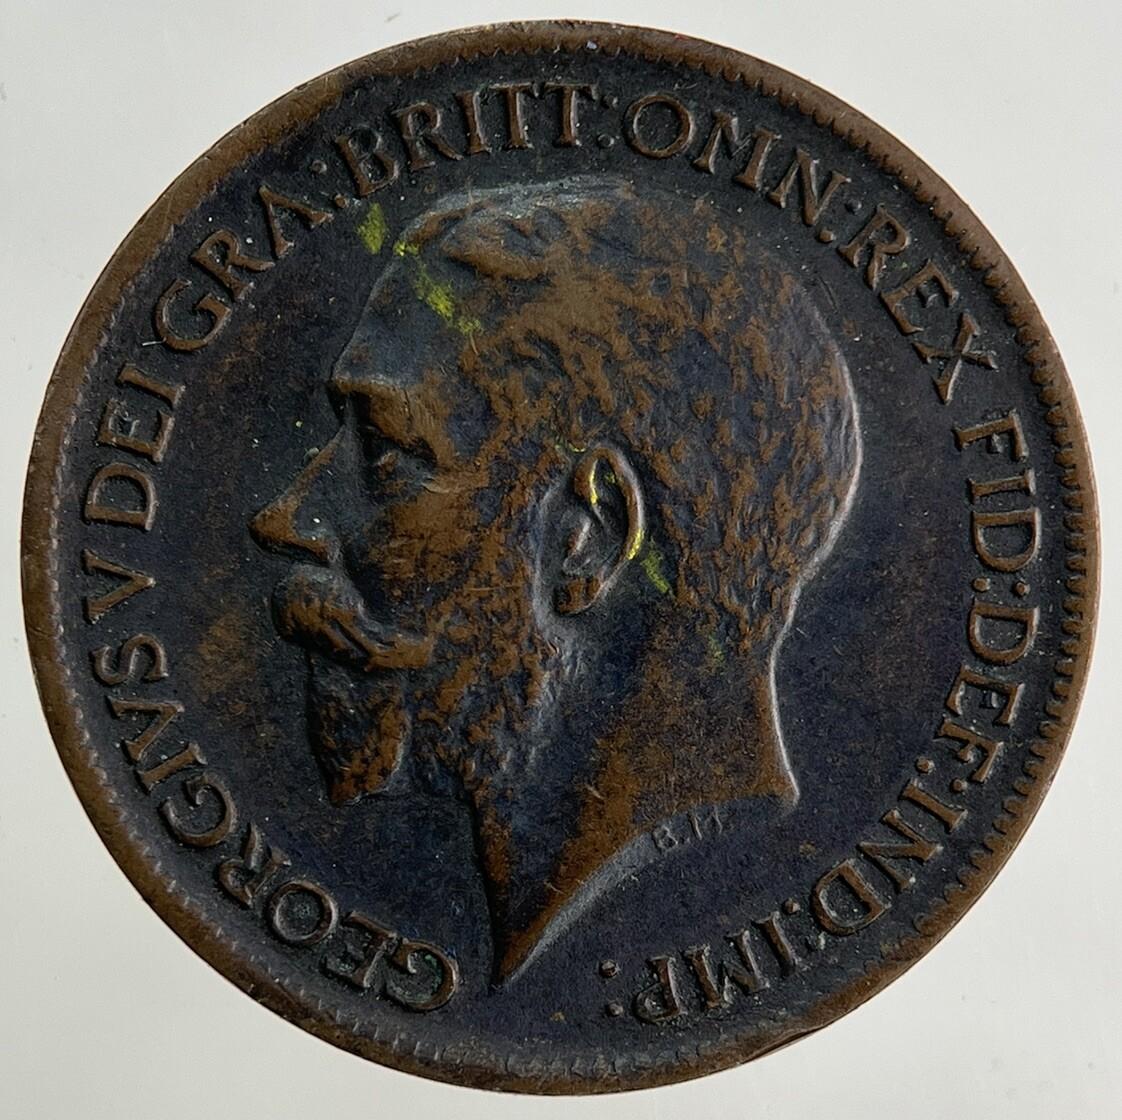 GEORGIVS V DEI GRA: BRITT: OMN: REX FID: DEF: IND: IMP:
B.M.